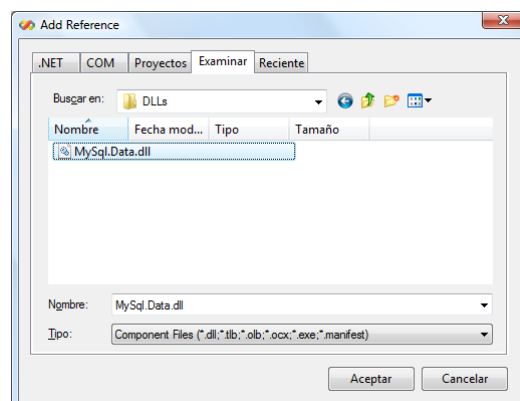 Add Reference
.NET COM Proyectos Examinar Reciente
Buscar en: DLLs
Nombre Fecha mod... Tipo Tamaño
MySql.Data.dll
Nombre: MySql.Data.dll
Tipo: Component Files (*.dll;*.tlb;*.olb;*.ocx;*.exe;*.manifest)
Aceptar Cancelar